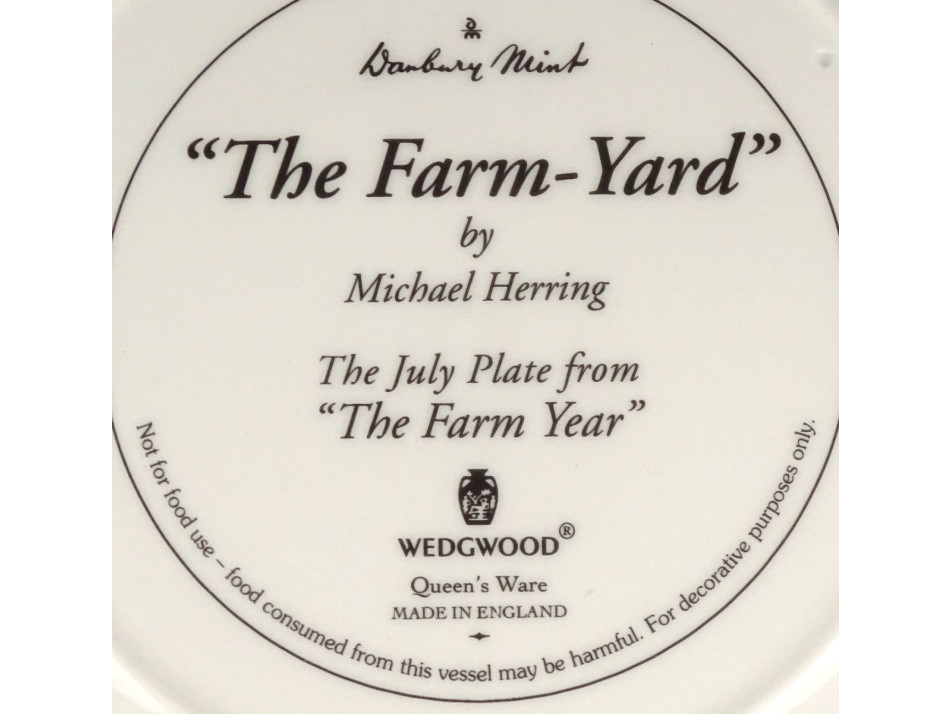 Danbury Mint
“The Farm-Yard”
by
Michael Herring
The July Plate from
“The Farm Year”
WEDGWOOD®
Queen's Ware
MADE IN ENGLAND
Not for food use – food consumed from this vessel may be harmful. For decorative purposes only.